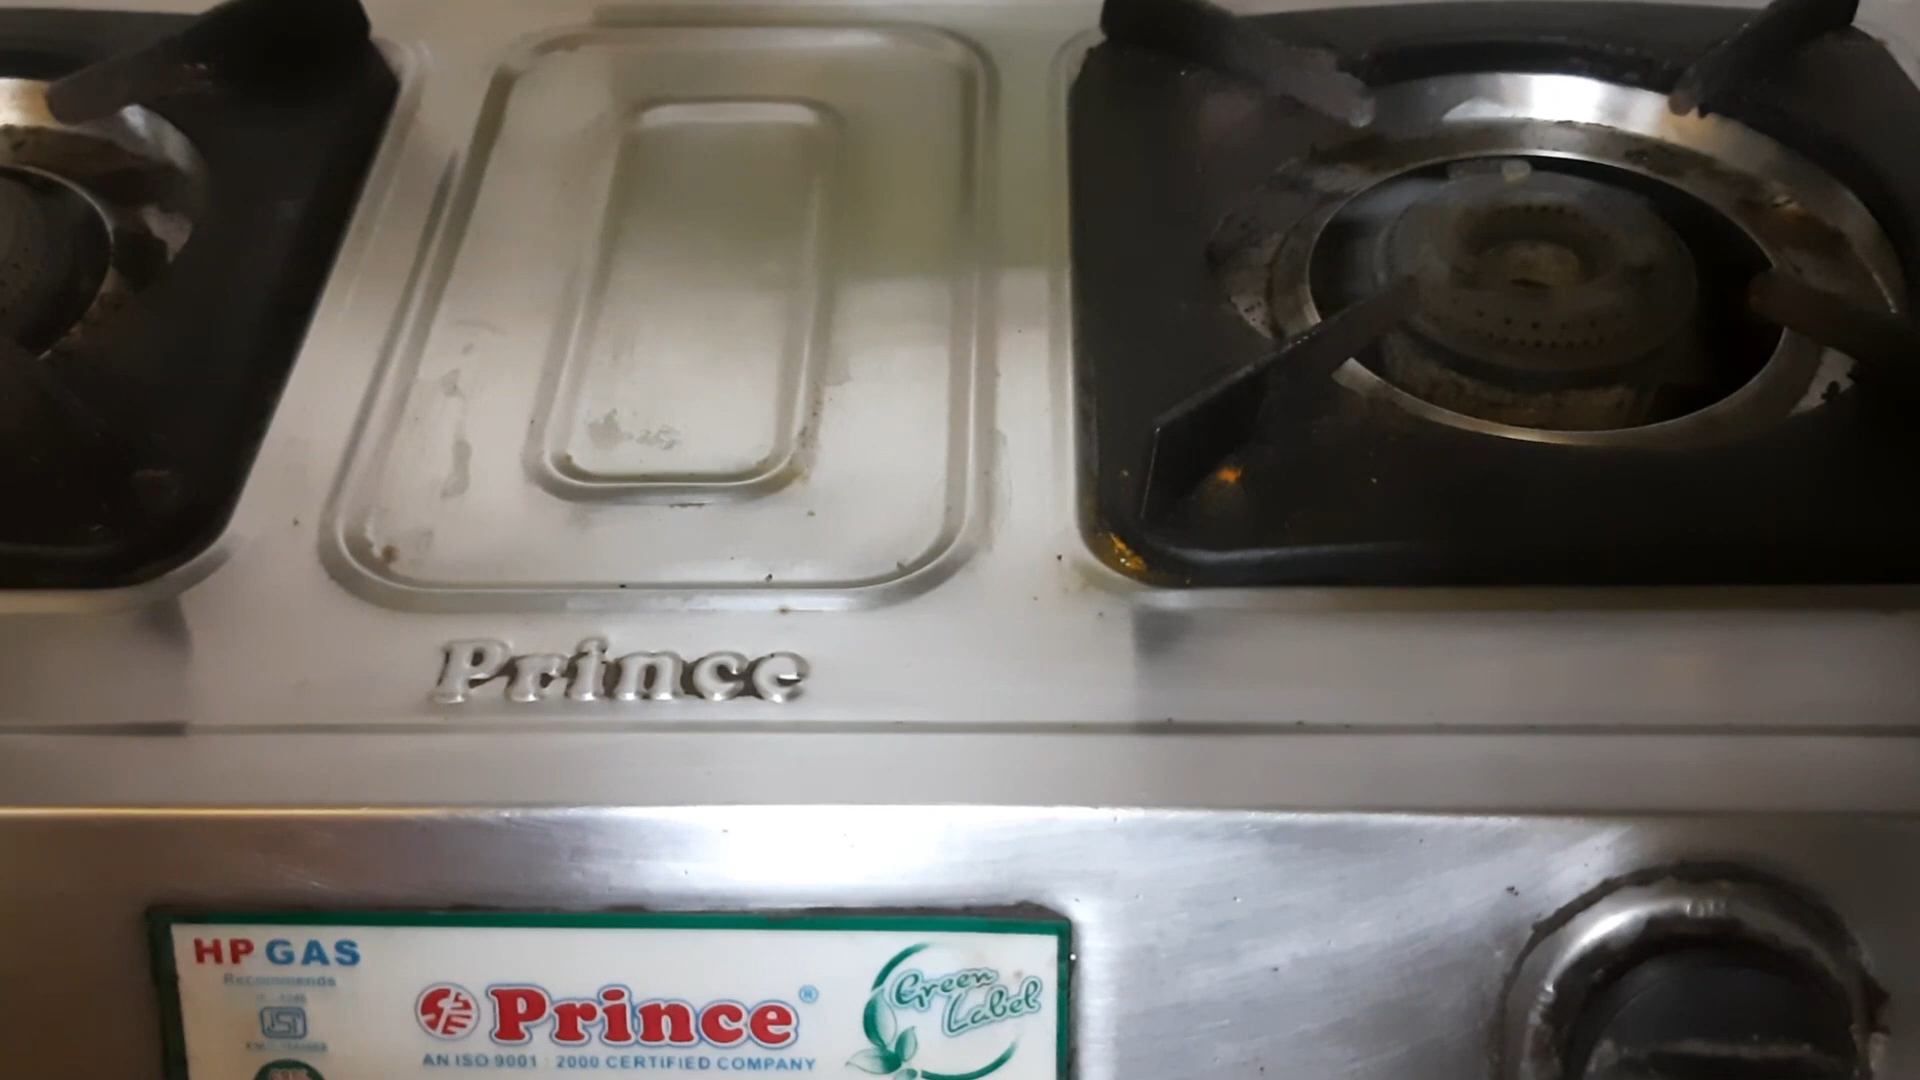 Prince
HP GAS
Recommends
Prince®
AN ISO 9001 : 2000 CERTIFIED COMPANY
Green
Label